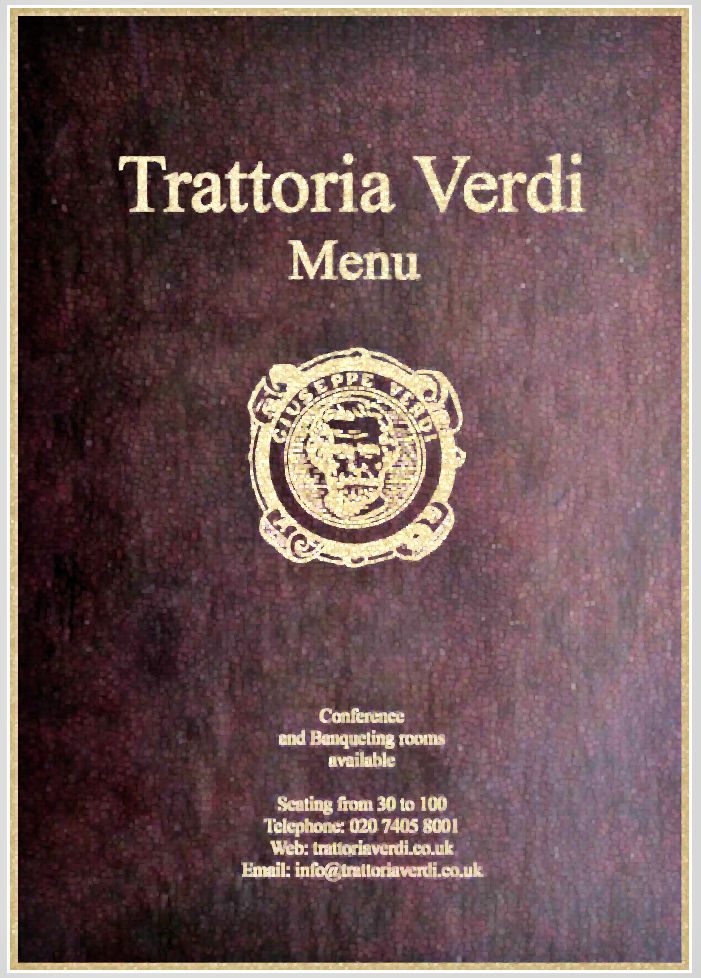 Trattoria Verdi
Menu
GIUSEPPE VERDI
Conference
and Banqueting rooms
available
Seating from 30 to 100
Telephone: 020 7405 8001
Web: trattoriaverdi.co.uk
Email: info@trattoriaverdi.co.uk